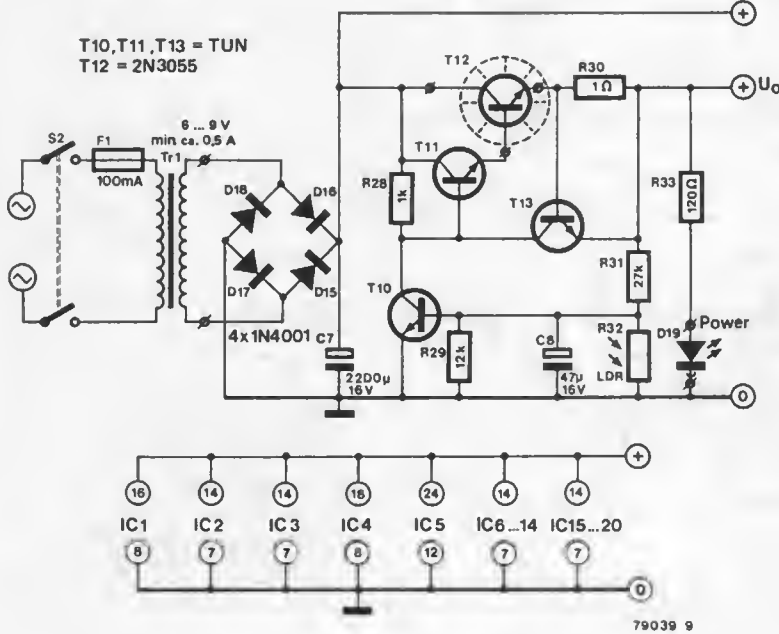 T10,T11,T13 = TUN
T12 = 2N3055
+
T12
R30
1Ω
+ Uo
S2
F1
100mA
6 ... 9 V
min. ca. 0,5 A
Tr1
D18
D16
D17
D15
4x1N4001
R28
1k
T11
T13
R33
120Ω
R31
27k
T10
R29
12k
C7
2200µ
16V
C8
47µ
16V
R32
LDR
D19
Power
0
+
16
14
14
16
24
14
14
IC1
IC2
IC3
IC4
IC5
IC6...14
IC15...20
8
7
7
8
12
7
7
0
79039 9